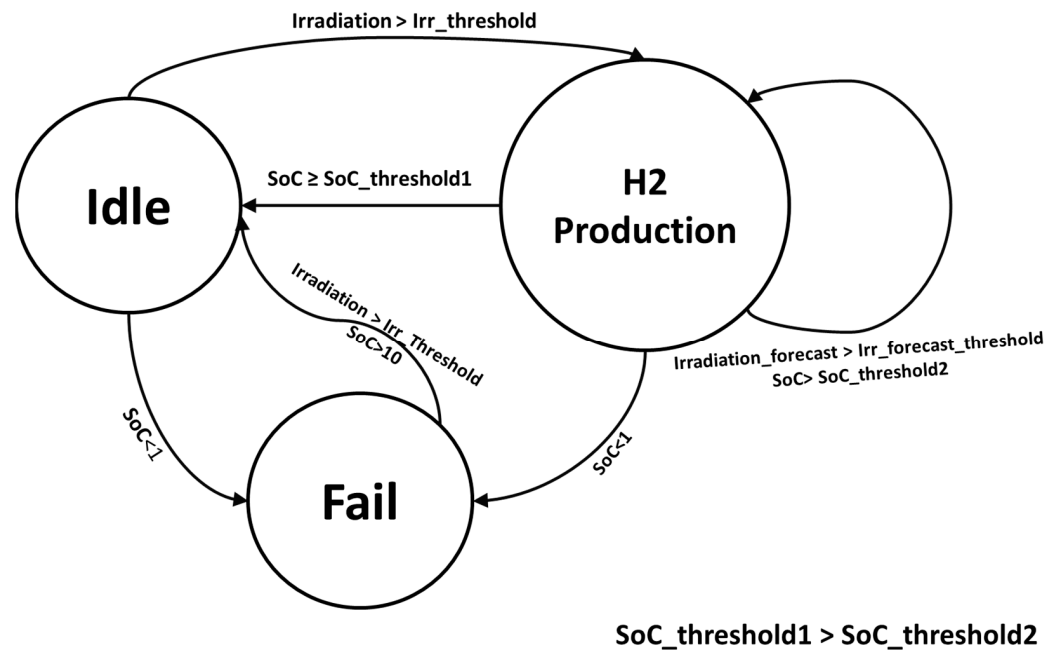 Irradiation > Irr_threshold
Idle
SoC ≥ SoC_threshold1
H2
Production
Irradiation > Irr_Threshold
SoC>10
Irradiation_forecast > Irr_forecast_threshold
SoC> SoC_threshold2
SoC<1
SoC<1
Fail
SoC_threshold1 > SoC_threshold2